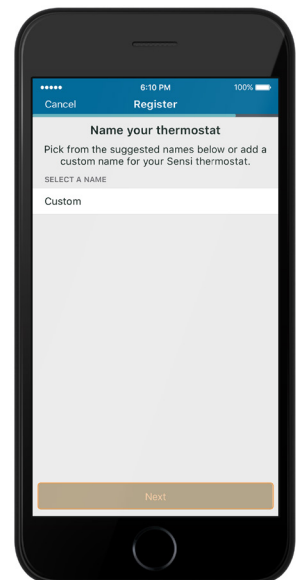 6:10 PM
100%
Cancel
Register
Name your thermostat
Pick from the suggested names below or add a
custom name for your Sensi thermostat.
SELECT A NAME
Custom
Next